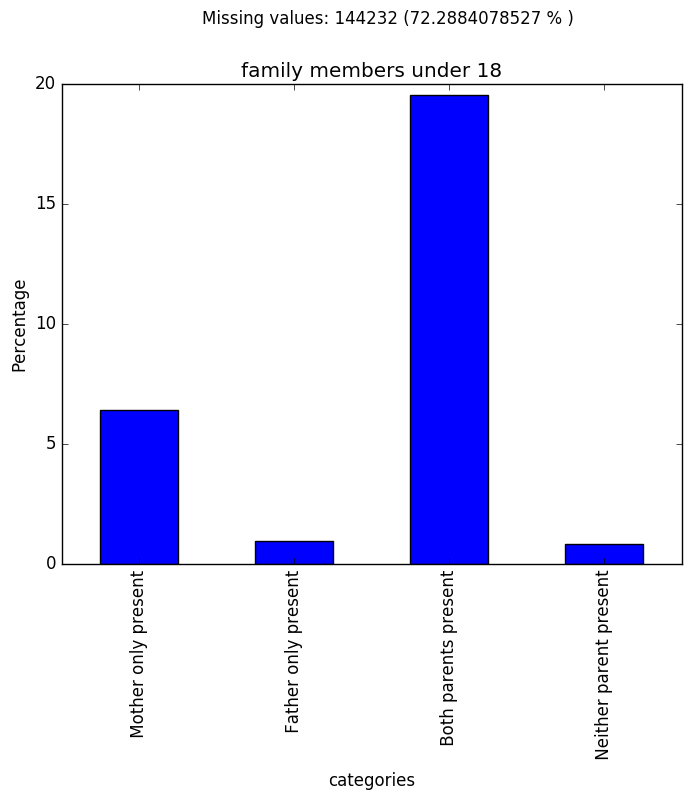 Missing values: 144232 (72.2884078527 % )
family members under 18
20
15
10
5
0
Percentage
Mother only present
Father only present
Both parents present
Neither parent present
categories